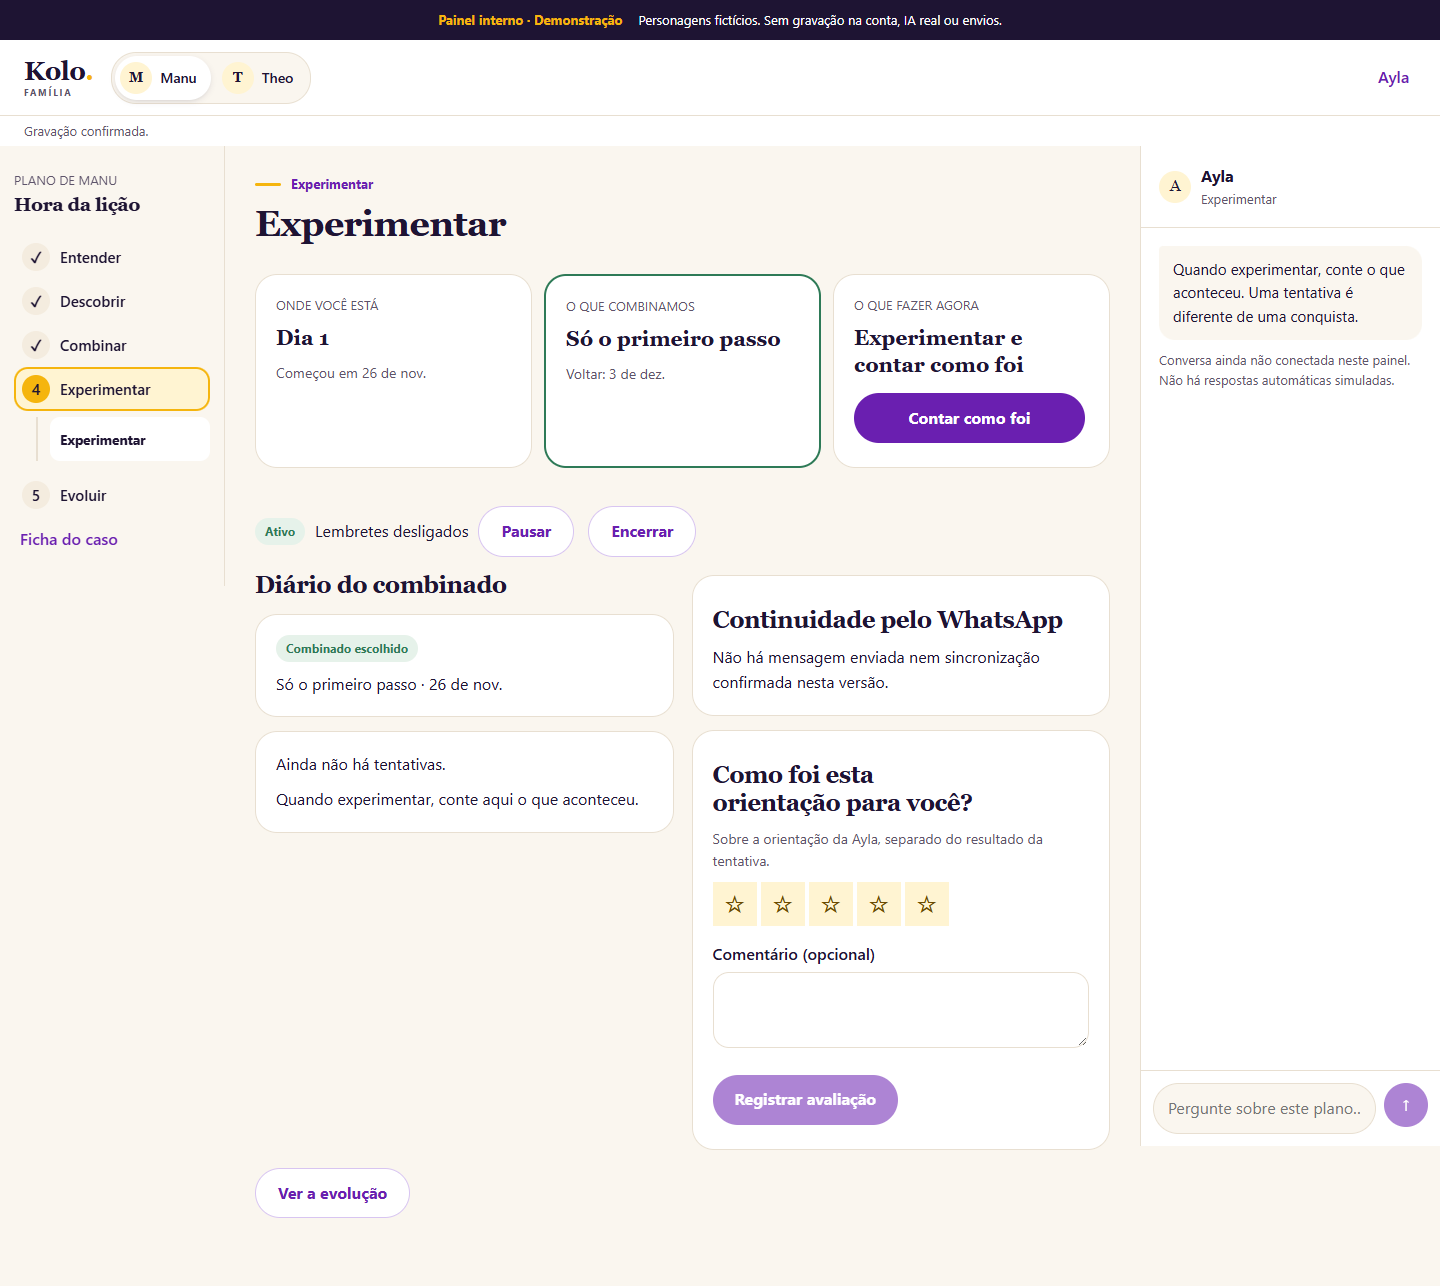 Painel interno · Demonstração Personagens fictícios. Sem gravação na conta, IA real ou envios.
Kolo.
FAMÍLIA
M Manu
T Theo
Ayla
Gravação confirmada.
PLANO DE MANU
Hora da lição
✓ Entender
✓ Descobrir
✓ Combinar
4 Experimentar
Experimentar
5 Evoluir
Ficha do caso
Experimentar
Experimentar
ONDE VOCÊ ESTÁ
Dia 1
Começou em 26 de nov.
O QUE COMBINAMOS
Só o primeiro passo
Voltar: 3 de dez.
O QUE FAZER AGORA
Experimentar e
contar como foi
Contar como foi
Ativo Lembretes desligados Pausar Encerrar
Diário do combinado
Combinado escolhido
Só o primeiro passo · 26 de nov.
Ainda não há tentativas.
Quando experimentar, conte aqui o que aconteceu.
Continuidade pelo WhatsApp
Não há mensagem enviada nem sincronização
confirmada nesta versão.
Como foi esta
orientação para você?
Sobre a orientação da Ayla, separado do resultado da
tentativa.
☆ ☆ ☆ ☆ ☆
Comentário (opcional)
Registrar avaliação
Ver a evolução
A Ayla
Experimentar
Quando experimentar, conte o que
aconteceu. Uma tentativa é
diferente de uma conquista.
Conversa ainda não conectada neste painel.
Não há respostas automáticas simuladas.
Pergunte sobre este plano..
↑